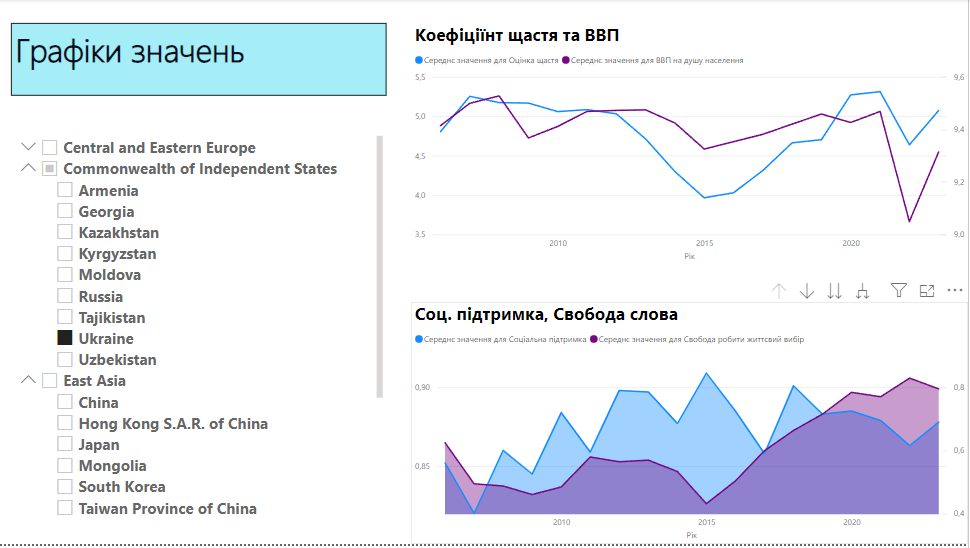 Графіки значень
Central and Eastern Europe
Commonwealth of Independent States
Armenia
Georgia
Kazakhstan
Kyrgyzstan
Moldova
Russia
Tajikistan
Ukraine
Uzbekistan
East Asia
China
Hong Kong S.A.R. of China
Japan
Mongolia
South Korea
Taiwan Province of China
Коефіціїнт щастя та ВВП
Середнє значення для Оцінка щастя Середнє значення для ВВП на душу населення
5,5 9,6
5,0 9,4
4,5
4,0 9,2
3,5 9,0
2010 2015 2020
Рік
Соц. підтримка, Свобода слова
Середнє значення для Соціальна підтримка Середнє значення для Свобода робити життєвий вибір
0,90 0,8
0,85 0,6
0,4
2010 2015 2020
Рік